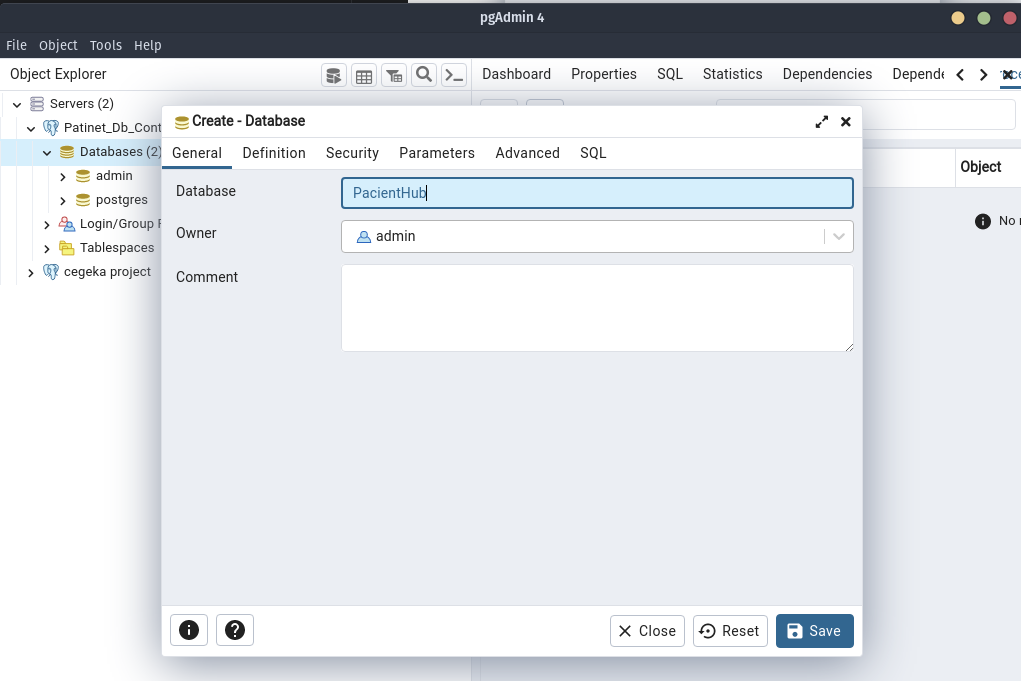 pgAdmin 4
File Object Tools Help
Object Explorer
Dashboard Properties SQL Statistics Dependencies Depende
Servers (2)
Patinet_Db_Cont
Databases (2)
admin
postgres
Login/Group
Tablespaces
cegeka project
Create - Database
General Definition Security Parameters Advanced SQL
Database PacientHub
Owner admin
Comment
Close Reset Save
Object
No